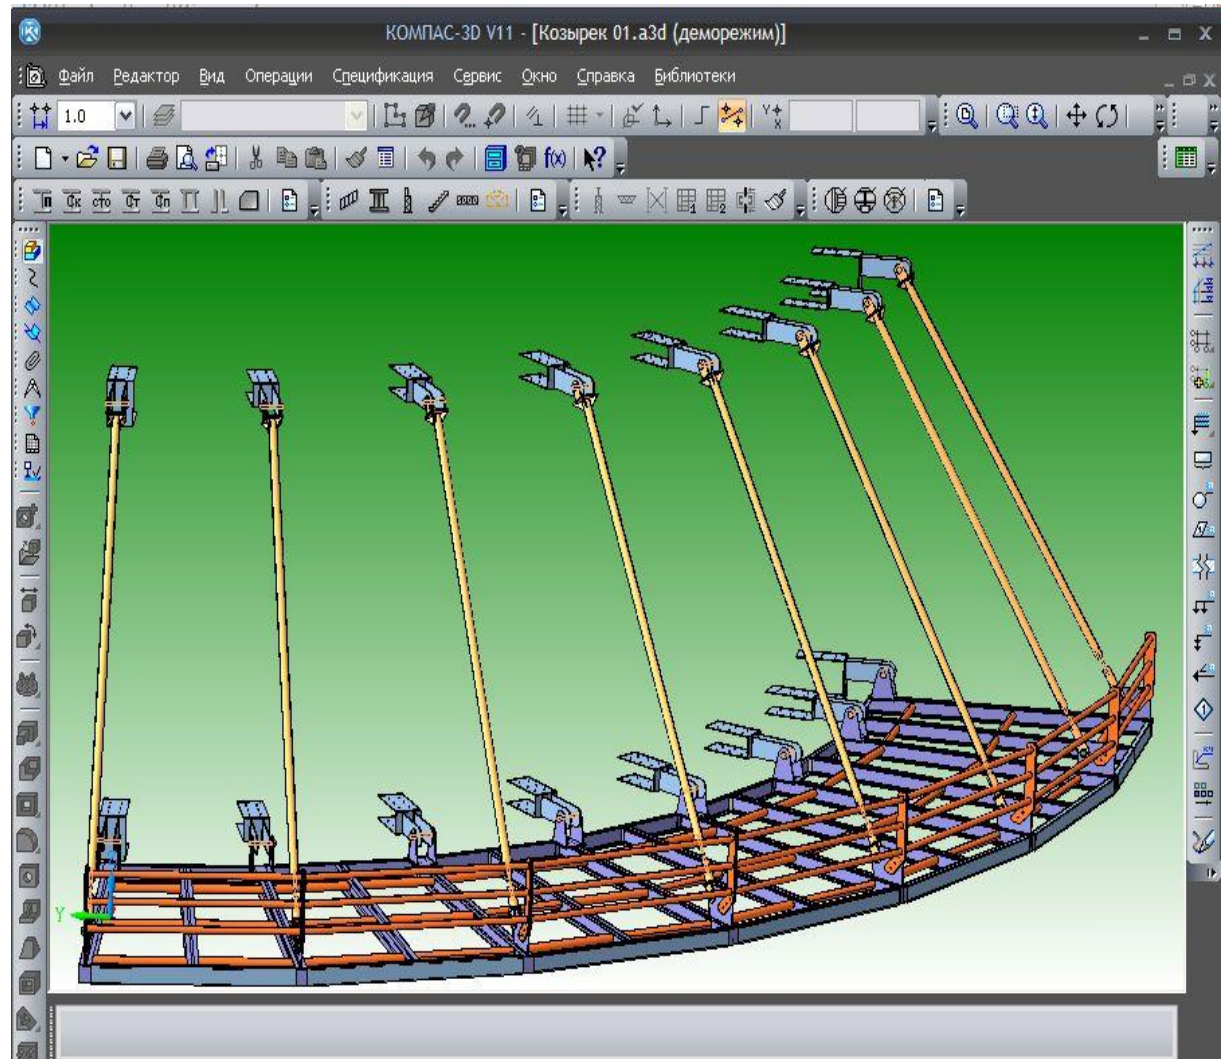 КОМПАС-3D V11 - [Козырек 01.a3d (деморежим)]
Файл Редактор Вид Операции Спецификация Сервис Окно Справка Библиотеки
1.0
f(x)
Y